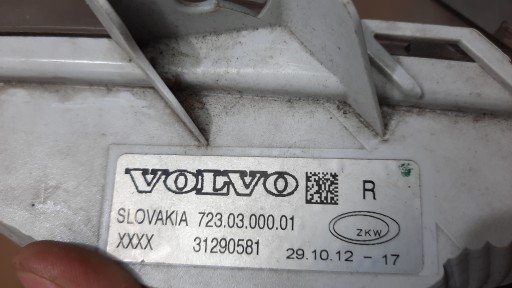 VOLVO R
SLOVAKIA 723.03.000.01 ZKW
XXXX 31290581 29.10.12 - 17